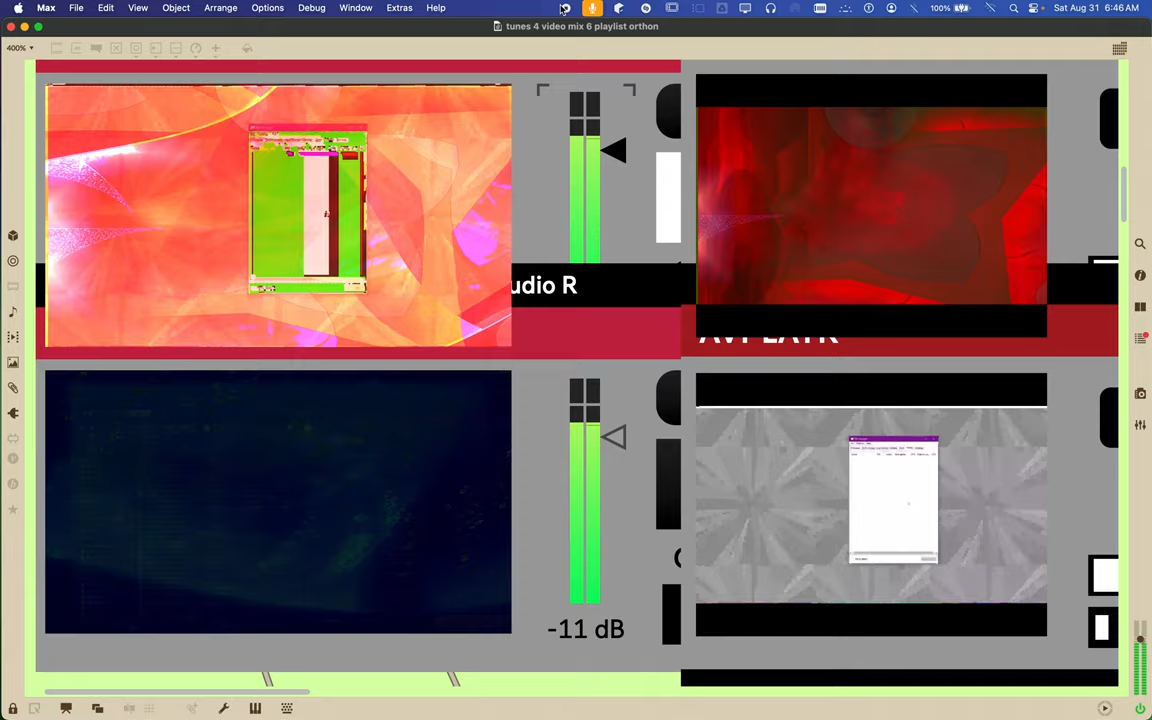 Max File Edit View Object Arrange Options Debug Window Extras Help 100% Sat Aug 31 6:46 AM
tunes 4 video mix 6 playlist orthon
400%
udio R
-11 dB